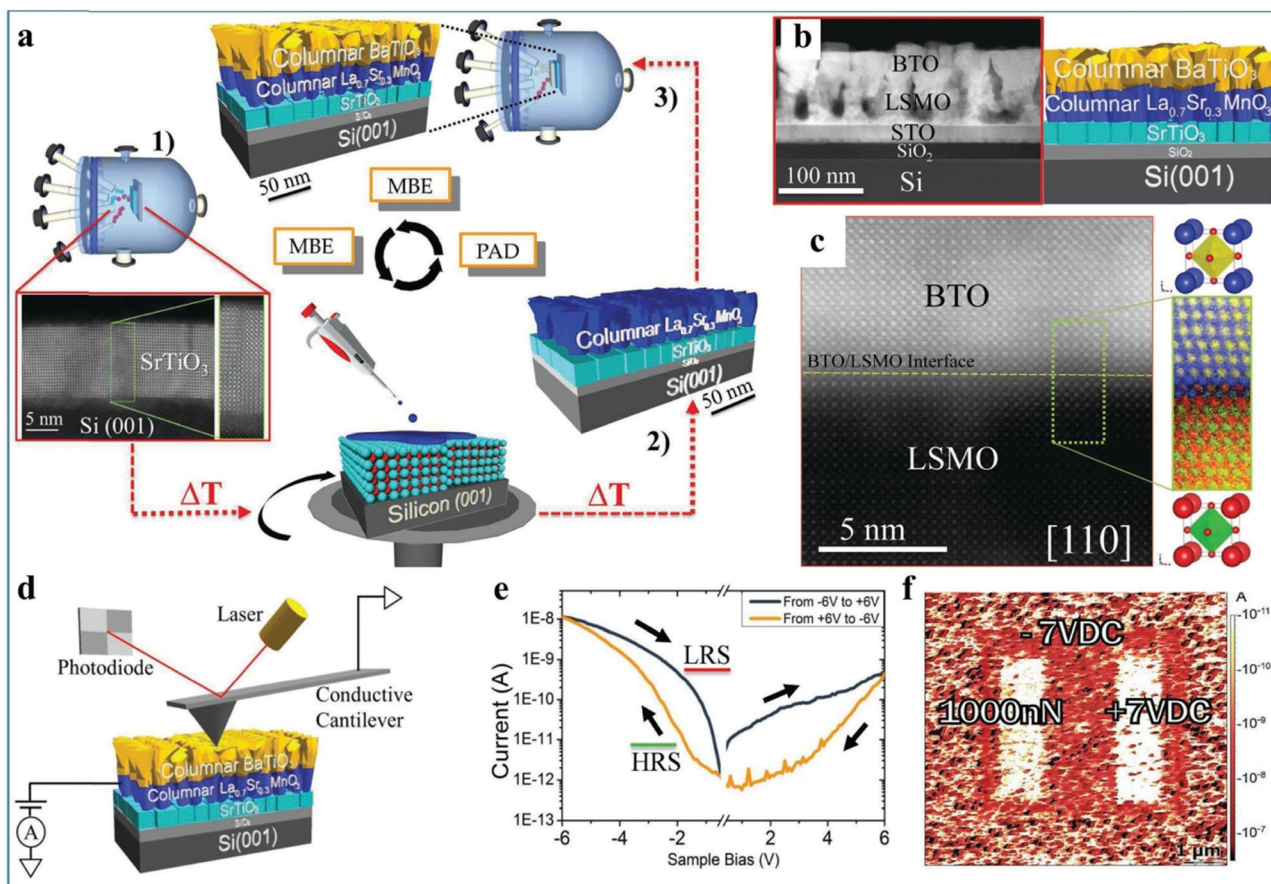 a
Columnar BaTiO₃
Columnar La₀.₇Sr₀.₃MnO₃
SrTiO₃
SiO₂
Si(001)
50 nm
3)
1)
MBE
MBE
PAD
SrTiO₃
5 nm
Si (001)
Columnar La₀.₇Sr₀.₃MnO₃
SrTiO₃
SiO₂
Si(001)
50 nm
2)
ΔT
Silicon (001)
ΔT
b
BTO
LSMO
STO
SiO₂
100 nm
Si
Columnar BaTiO₃
Columnar La₀.₇Sr₀.₃MnO₃
SrTiO₃
SiO₂
Si(001)
c
BTO
BTO/LSMO Interface
LSMO
5 nm
[110]
d
Laser
Photodiode
Conductive
Cantilever
Columnar BaTiO₃
Columnar La₀.₇Sr₀.₃MnO₃
SrTiO₃
SiO₂
Si(001)
A
e
From -6V to +6V
From +6V to -6V
LRS
HRS
Current (A)
1E-7
1E-8
1E-9
1E-10
1E-11
1E-12
1E-13
-6 -4 -2 2 4 6
Sample Bias (V)
f
- 7VDC
1000nN
+7VDC
1 µm
A
-10⁻¹¹
-10⁻¹⁰
-10⁻⁹
-10⁻⁸
-10⁻⁷